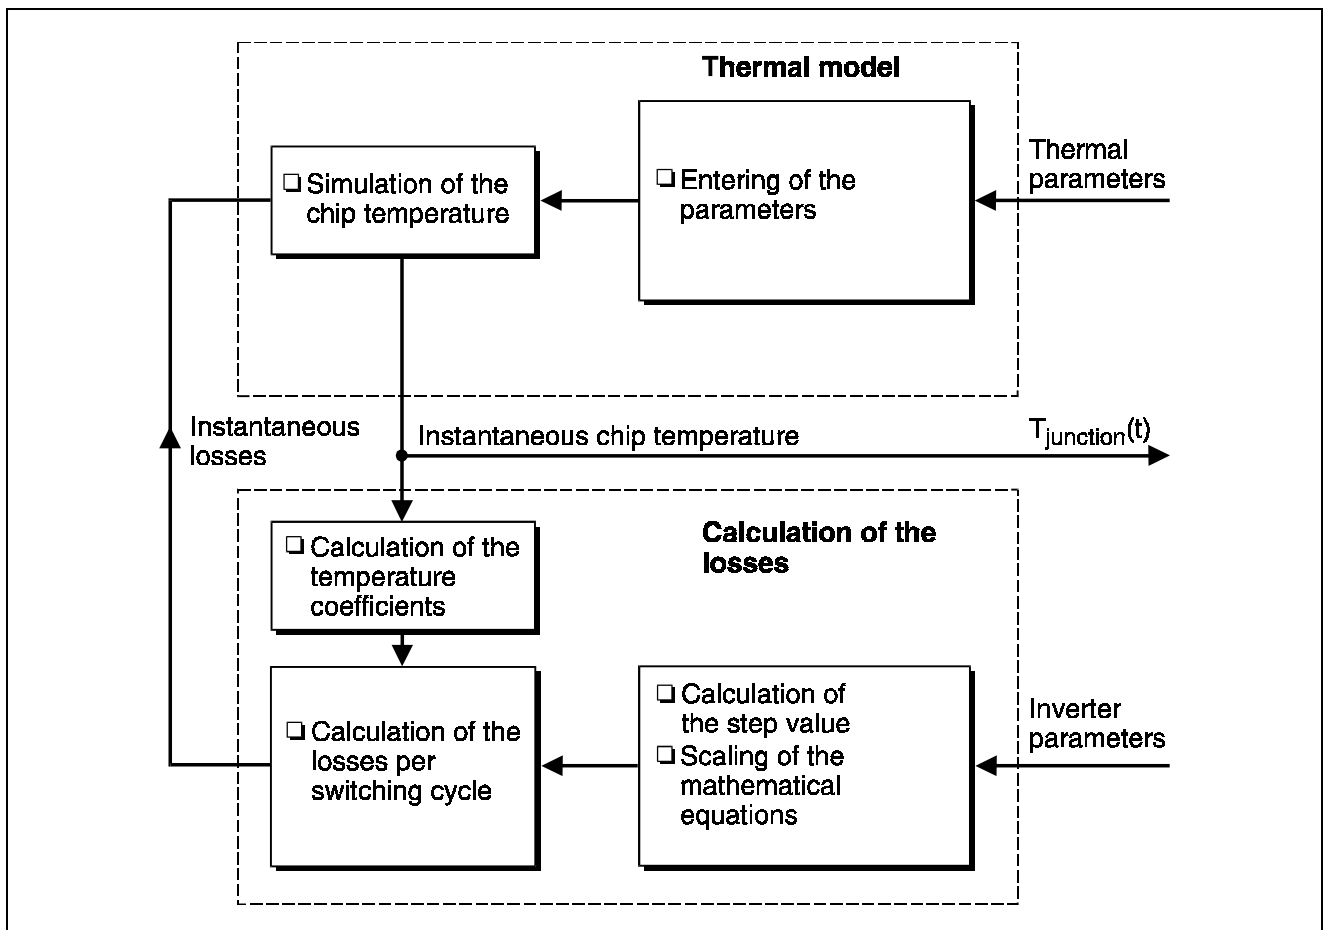 Thermal model
❏ Simulation of the
chip temperature
❏ Entering of the
parameters
Thermal
parameters
Instantaneous
losses
Instantaneous chip temperature
Tjunction(t)
Calculation of the
losses
❏ Calculation of the
temperature
coefficients
❏ Calculation of the
losses per
switching cycle
❏ Calculation of
the step value
❏ Scaling of the
mathematical
equations
Inverter
parameters